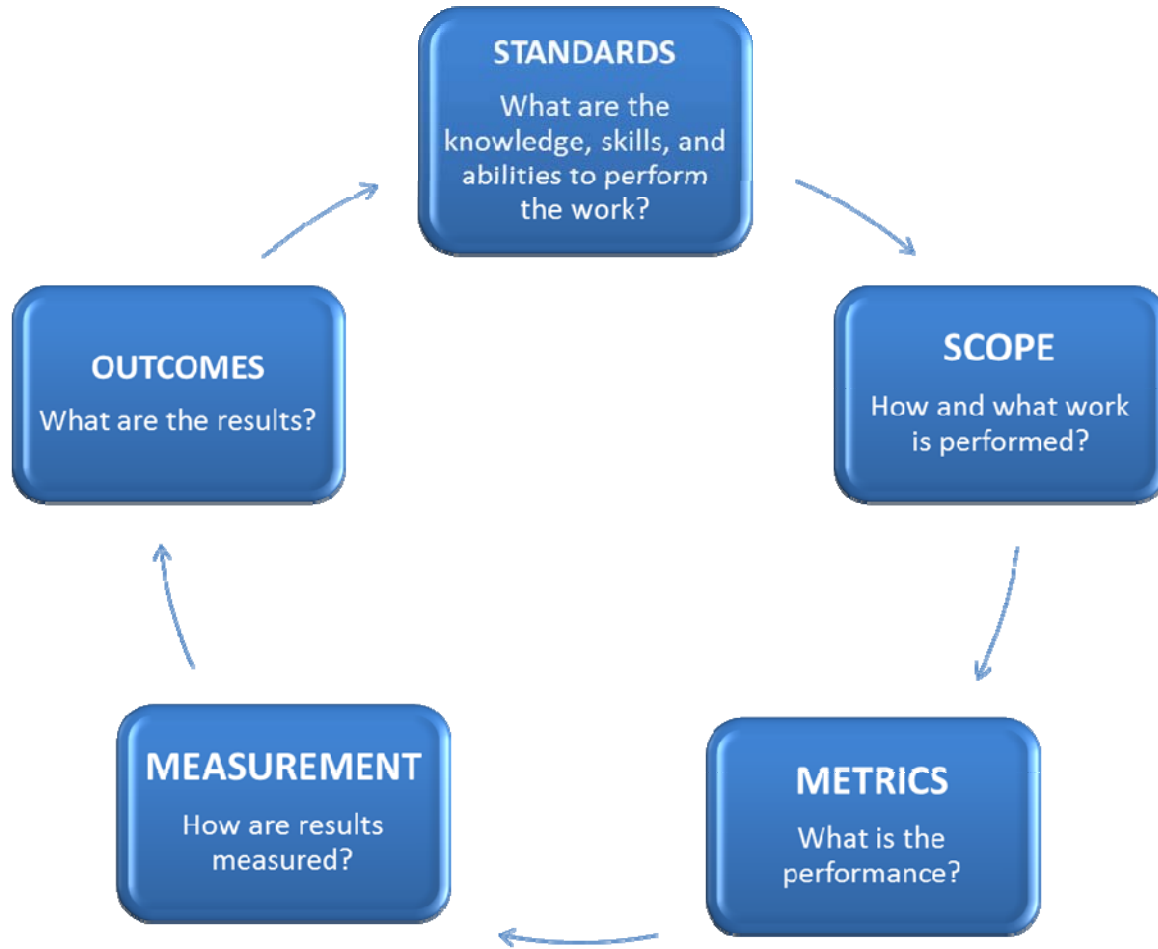 STANDARDS
What are the
knowledge, skills, and
abilities to perform
the work?
SCOPE
How and what work
is performed?
METRICS
What is the
performance?
MEASUREMENT
How are results
measured?
OUTCOMES
What are the results?